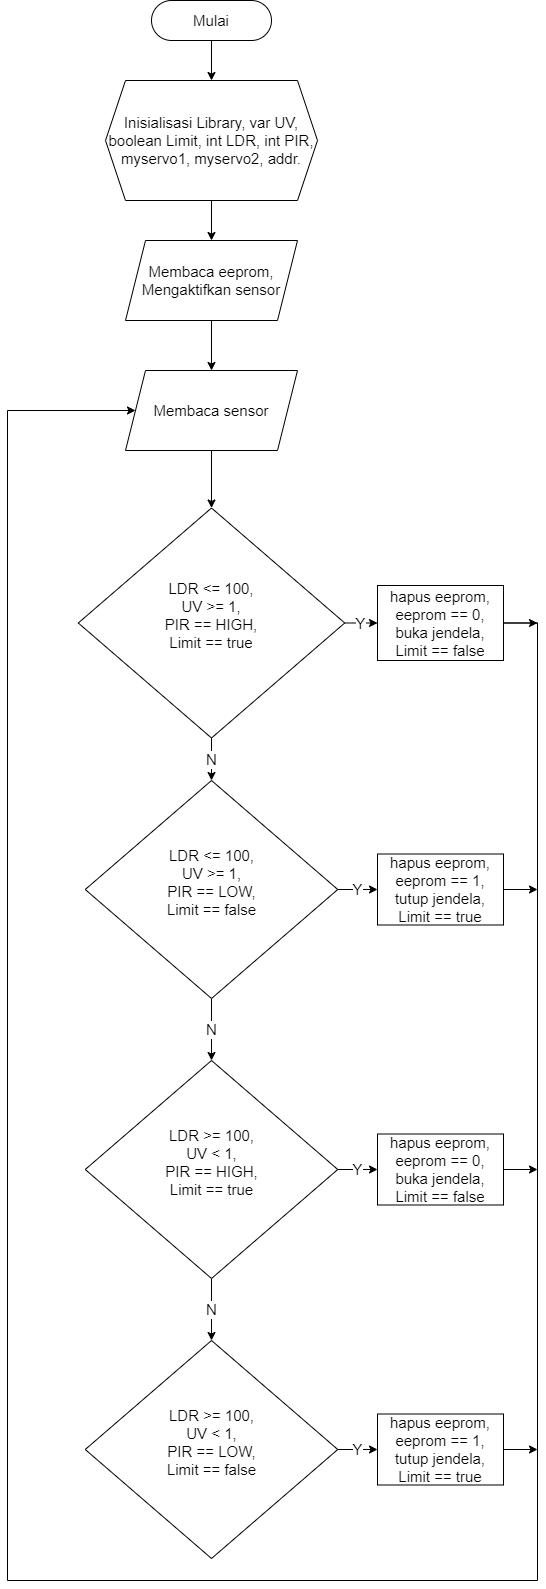 Mulai
Inisialisasi Library, var UV,
boolean Limit, int LDR, int PIR,
myservo1, myservo2, addr.
Membaca eeprom,
Mengaktifkan sensor
Membaca sensor
LDR <= 100,
UV >= 1,
PIR == HIGH,
Limit == true
Y
hapus eeprom,
eeprom == 0,
buka jendela,
Limit == false
N
LDR <= 100,
UV >= 1,
PIR == LOW,
Limit == false
Y
hapus eeprom,
eeprom == 1,
tutup jendela,
Limit == true
N
LDR >= 100,
UV < 1,
PIR == HIGH,
Limit == true
Y
hapus eeprom,
eeprom == 0,
buka jendela,
Limit == false
N
LDR >= 100,
UV < 1,
PIR == LOW,
Limit == false
Y
hapus eeprom,
eeprom == 1,
tutup jendela,
Limit == true